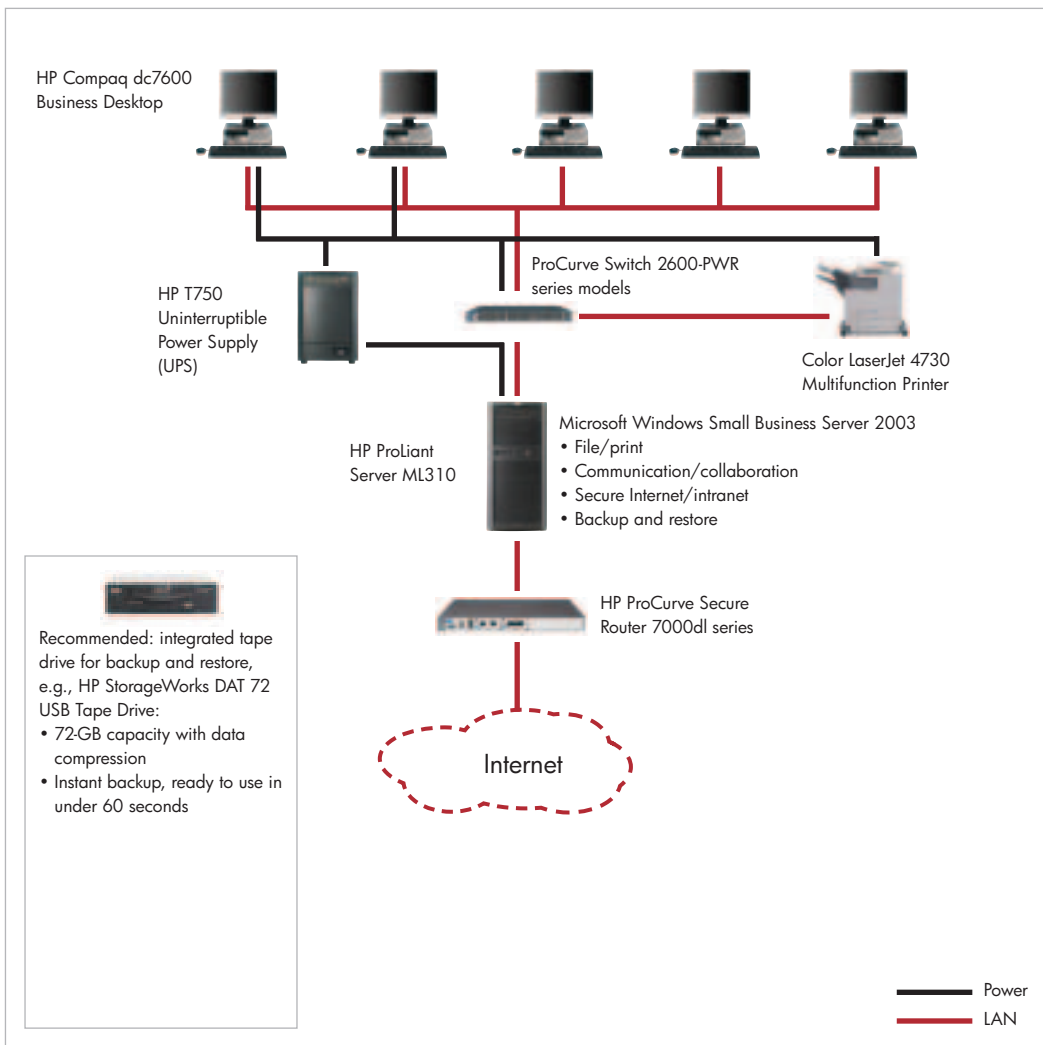 HP Compaq dc7600
Business Desktop
ProCurve Switch 2600-PWR
series models
HP T750
Uninterruptible
Power Supply
(UPS)
Color LaserJet 4730
Multifunction Printer
HP ProLiant
Server ML310
Microsoft Windows Small Business Server 2003
• File/print
• Communication/collaboration
• Secure Internet/intranet
• Backup and restore
HP ProCurve Secure
Router 7000dl series
Recommended: integrated tape
drive for backup and restore,
e.g., HP StorageWorks DAT 72
USB Tape Drive:
• 72-GB capacity with data
compression
• Instant backup, ready to use in
under 60 seconds
Internet
Power
LAN